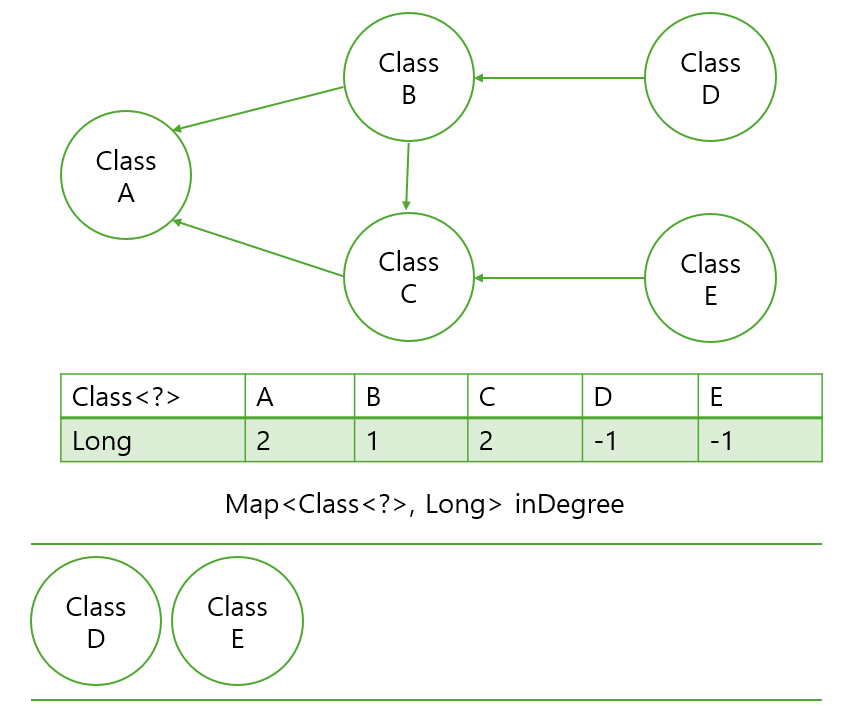 Class
B
Class
D
Class
A
Class
C
Class
E
Class<?> A B C D E
Long 2 1 2 -1 -1
Map<Class<?>, Long> inDegree
Class
D
Class
E